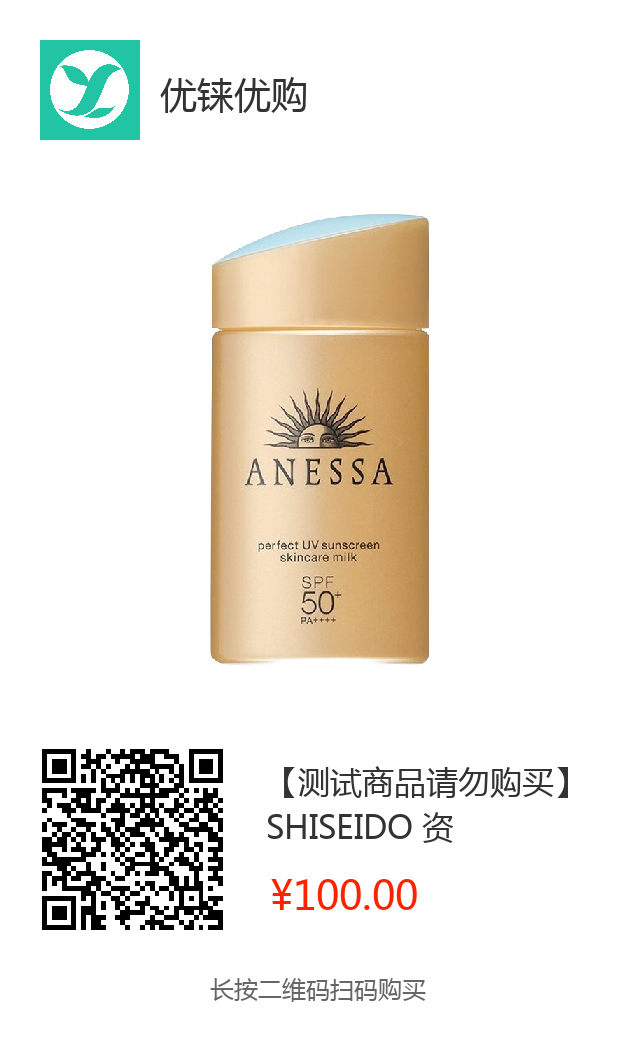 优铼优购
ANESSA
perfect UV sunscreen
skincare milk
SPF
50+
PA++++
【测试商品请勿购买】
SHISEIDO 资
¥100.00
长按二维码扫码购买